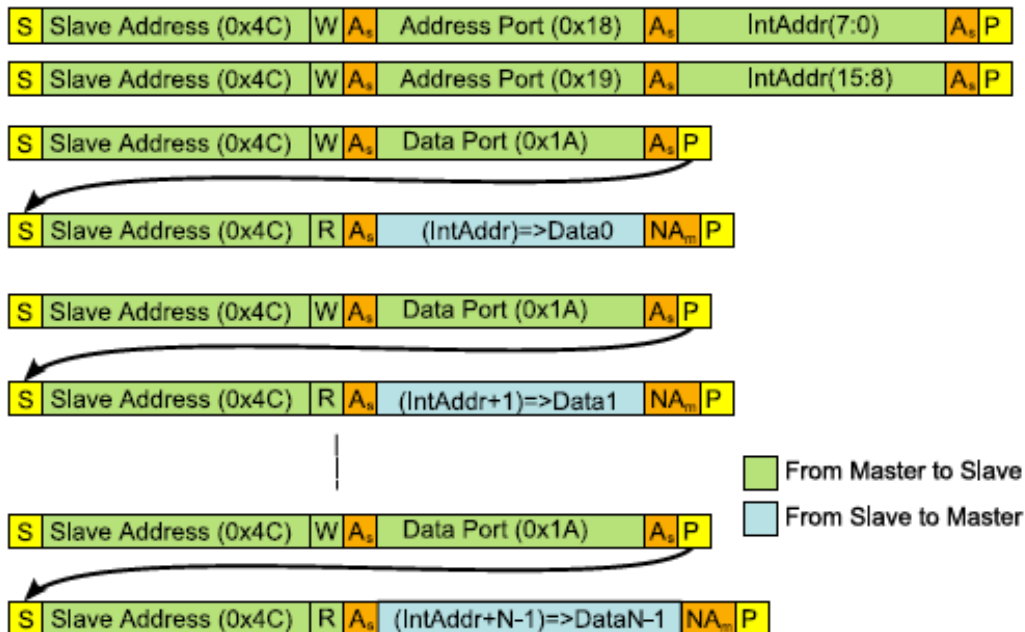 S Slave Address (0x4C) W As Address Port (0x18) As IntAddr(7:0) As P
S Slave Address (0x4C) W As Address Port (0x19) As IntAddr(15:8) As P
S Slave Address (0x4C) W As Data Port (0x1A) As P
S Slave Address (0x4C) R As (IntAddr)=>Data0 NAm P
S Slave Address (0x4C) W As Data Port (0x1A) As P
S Slave Address (0x4C) R As (IntAddr+1)=>Data1 NAm P
From Master to Slave
From Slave to Master
S Slave Address (0x4C) W As Data Port (0x1A) As P
S Slave Address (0x4C) R As (IntAddr+N-1)=>DataN-1 NAm P